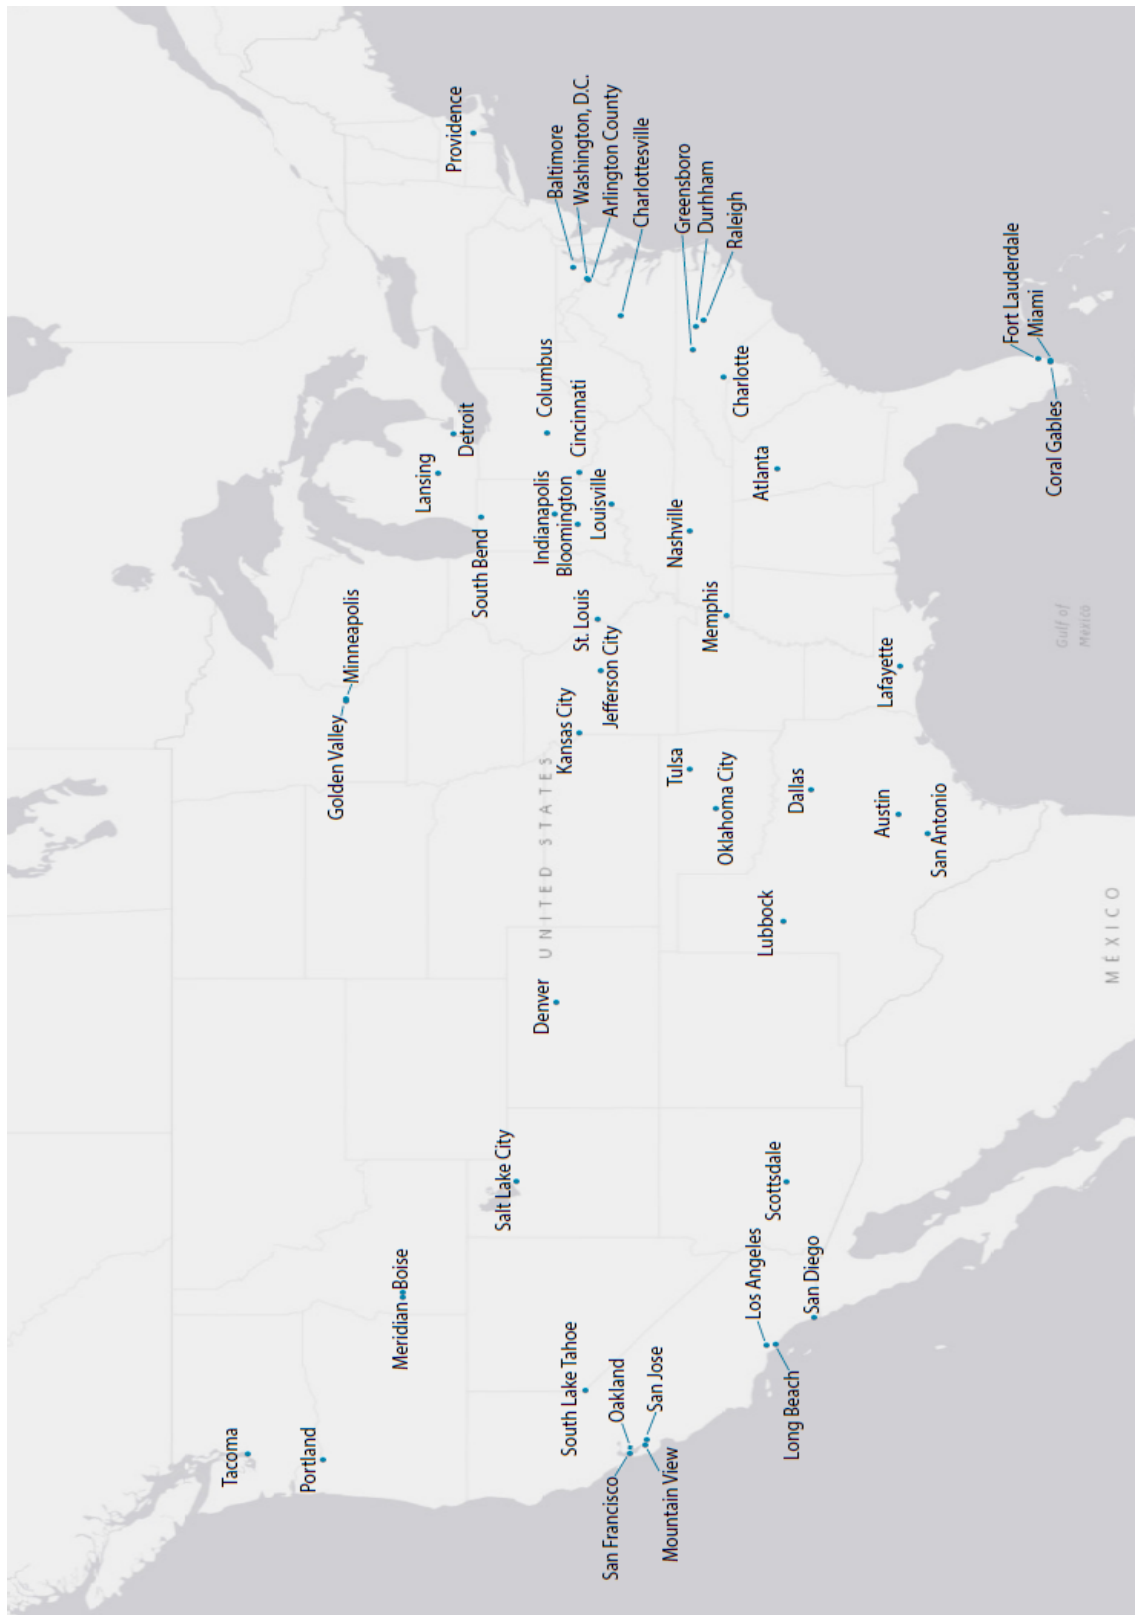 Tacoma
Portland
Meridian
Boise
Golden Valley
Minneapolis
Lansing
Detroit
Providence
South Bend
Salt Lake City
Denver
UNITED STATES
Indianapolis
Bloomington
Columbus
Cincinnati
Louisville
Baltimore
Washington, D.C.
Arlington County
Charlottesville
South Lake Tahoe
Oakland
San Francisco
San Jose
Mountain View
Kansas City
St. Louis
Jefferson City
Tulsa
Oklahoma City
Nashville
Memphis
Greensboro
Durhham
Raleigh
Charlotte
Los Angeles
Long Beach
San Diego
Scottsdale
Lubbock
Dallas
Atlanta
Austin
San Antonio
Lafayette
Fort Lauderdale
Miami
Coral Gables
Gulf of
Mexico
MÉXICO